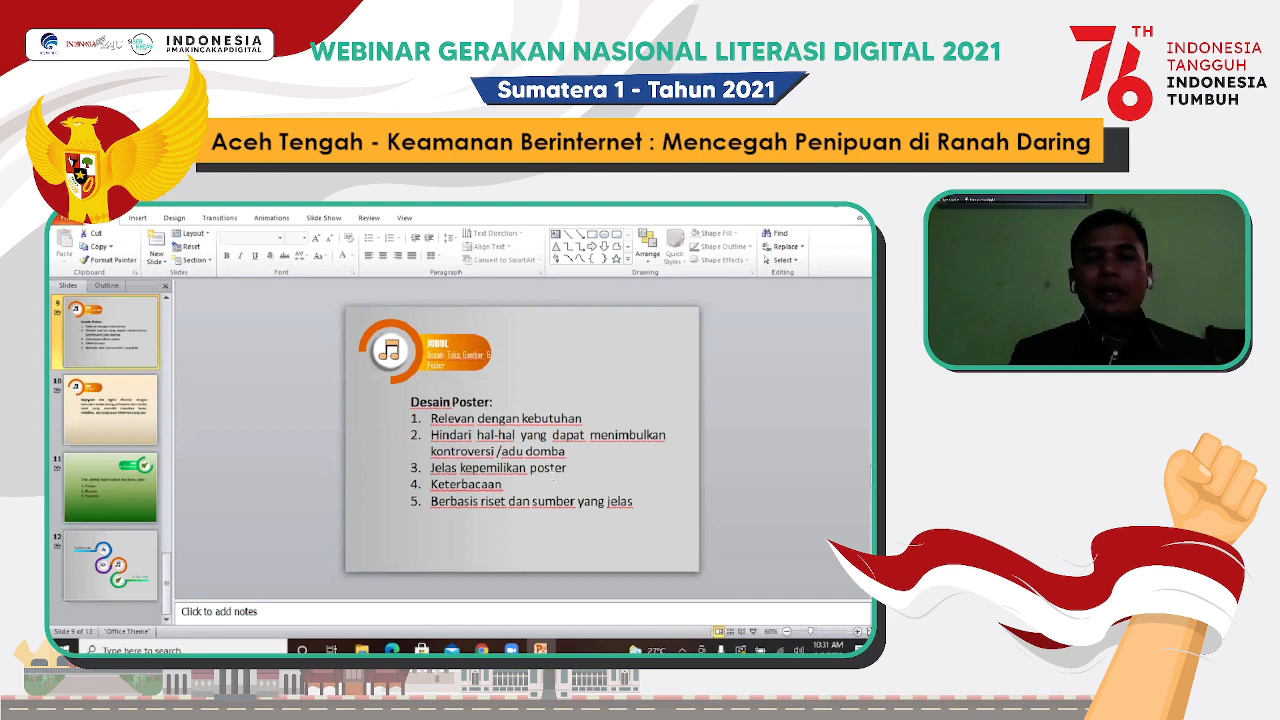 INDONESIA
#MAKINCAKAPDIGITAL
WEBINAR GERAKAN NASIONAL LITERASI DIGITAL 2021
Sumatera 1 - Tahun 2021
76 TH
INDONESIA
TANGGUH
INDONESIA
TUMBUH
Aceh Tengah - Keamanan Berinternet : Mencegah Penipuan di Ranah Daring
Insert Design Transitions Animations Slide Show Review View
Cut
Copy
Format Painter
Paste
Clipboard
New
Slide
Layout
Reset
Section
Slides
Font
Text Direction
Align Text
Convert to SmartArt
Paragraph
Arrange
Quick
Styles
Shape Fill
Shape Outline
Shape Effects
Drawing
Find
Replace
Select
Editing
Slides Outline
9
10
11
12
JUDUL
Desain Teks, Gambar &
Poster
Desain Poster:
1. Relevan dengan kebutuhan
2. Hindari hal-hal yang dapat menimbulkan
kontroversi /adu domba
3. Jelas kepemilikan poster
4. Keterbacaan
5. Berbasis riset dan sumber yang jelas
Click to add notes
Slide 9 of 12 "Office Theme" 60%
Type here to search 27°C 10:31 AM